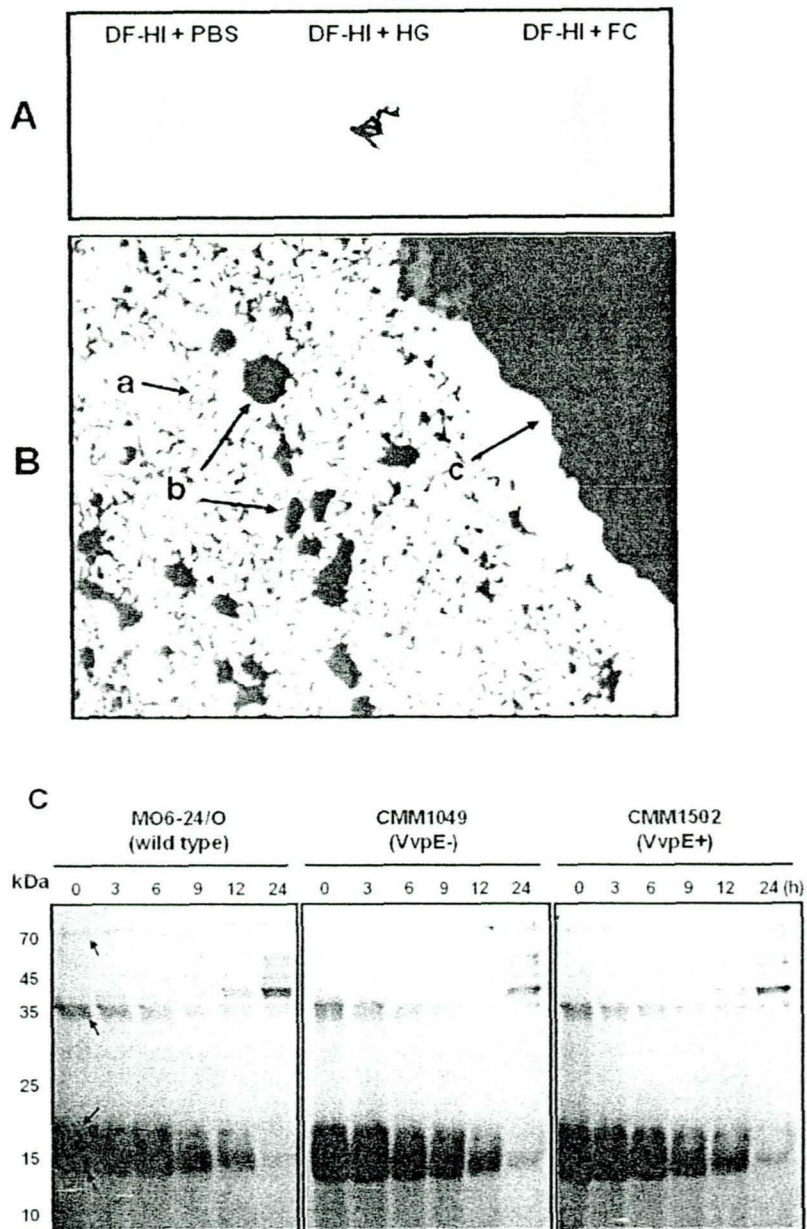 DF-HI + PBS DF-HI + HG DF-HI + FC
A
B
a
b
c
C
MO6-24/O CMM1049 CMM1502
(wild type) (VvpE-) (VvpE+)
kDa 0 3 6 9 12 24 0 3 6 9 12 24 0 3 6 9 12 24 (h)
70
45
35
25
15
10